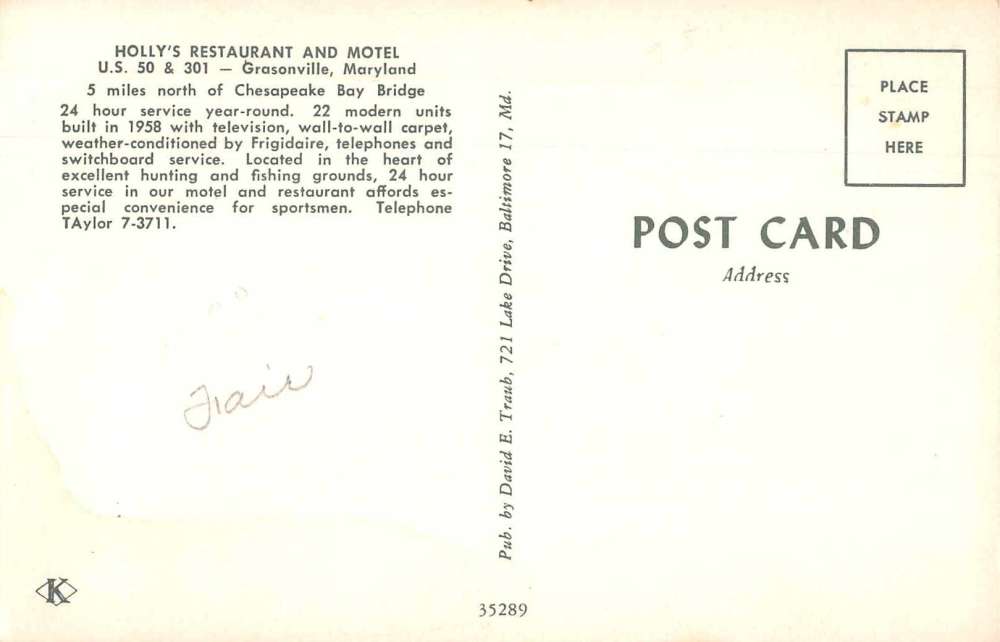 HOLLY'S RESTAURANT AND MOTEL
U.S. 50 & 301 — Grasonville, Maryland
5 miles north of Chesapeake Bay Bridge
24 hour service year-round. 22 modern units
built in 1958 with television, wall-to-wall carpet,
weather-conditioned by Frigidaire, telephones and
switchboard service. Located in the heart of
excellent hunting and fishing grounds, 24 hour
service in our motel and restaurant affords es-
pecial convenience for sportsmen. Telephone
TAylor 7-3711.
Fair
K
Pub. by David E. Traub, 721 Lake Drive, Baltimore 17, Md.
35289
PLACE
STAMP
HERE
POST CARD
Address